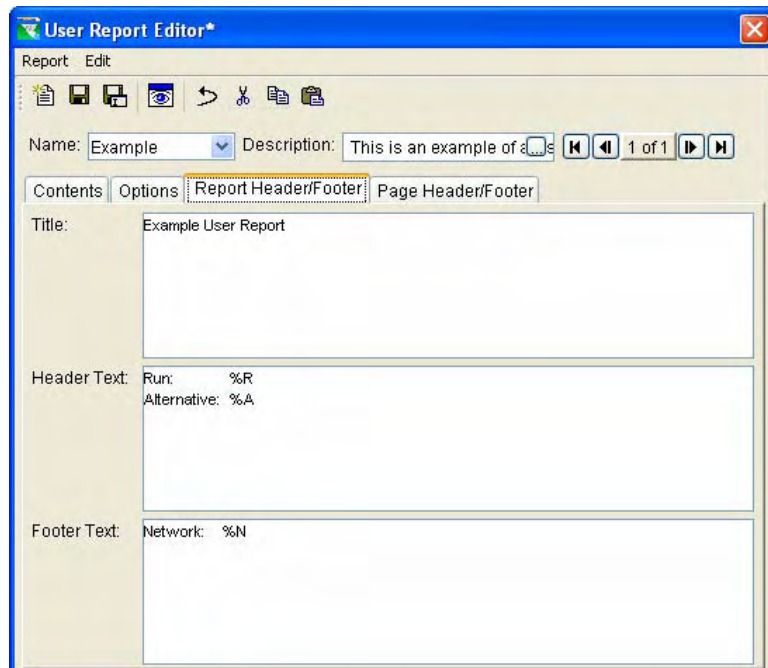 User Report Editor*
Report Edit
Name: Example Description: This is an example of a ... s 1 of 1
Contents Options Report Header/Footer Page Header/Footer
Title: Example User Report
Header Text: Run: %R
Alternative: %A
Footer Text: Network: %N